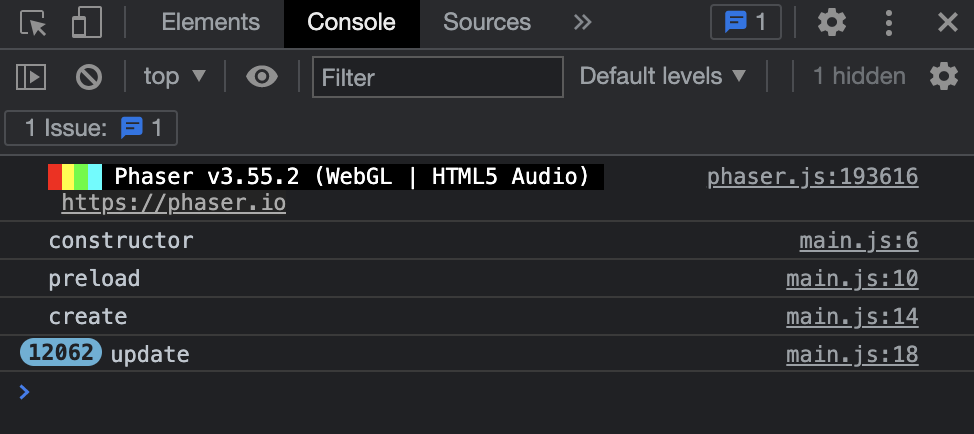 Elements Console Sources 1
top Filter Default levels 1 hidden
1 Issue: 1
Phaser v3.55.2 (WebGL | HTML5 Audio) phaser.js:193616
https://phaser.io
constructor main.js:6
preload main.js:10
create main.js:14
12062 update main.js:18